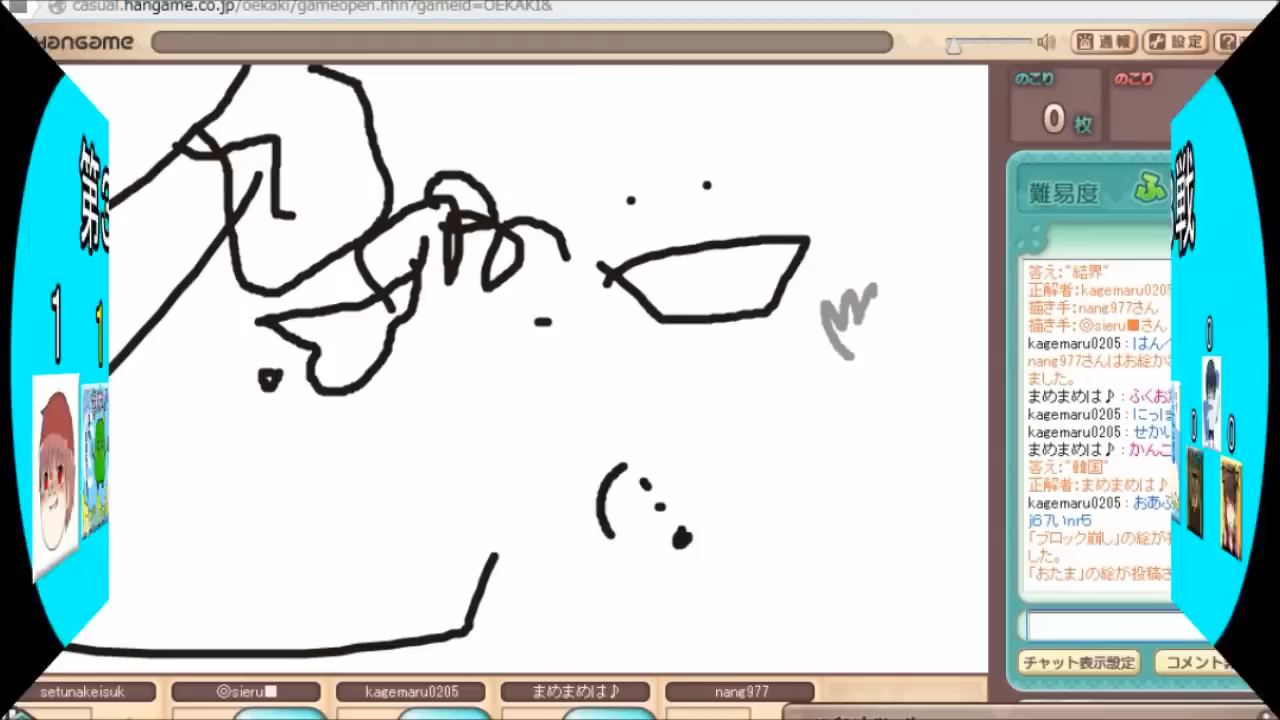 casual.hangame.co.jp/oekaki/gameopen.nhn?gameid=OEKAKI&
Hangame
通報
設定
のこり
のこり
0枚
難易度
ふ
第3
戦
1
1
0
0
0
答え:"結界"
正解者:kagemaru0205
描き手:nang977さん
描き手:◎sieru■さん
kagemaru0205:はん
nang977さんはお絵か
ました。
まめまめは♪:ふくお
kagemaru0205:にっぽ
kagemaru0205:せか
まめまめは♪:かんこ
答え:"韓国"
正解者:まめまめは♪
kagemaru0205:おあ
j67いnr5
「ブロック崩し」の絵が
した。
「おたま」の絵が投稿さ
チャット表示設定
コメント
setunakeisuk
◎sieru■
kagemaru0205
まめまめは♪
nang977